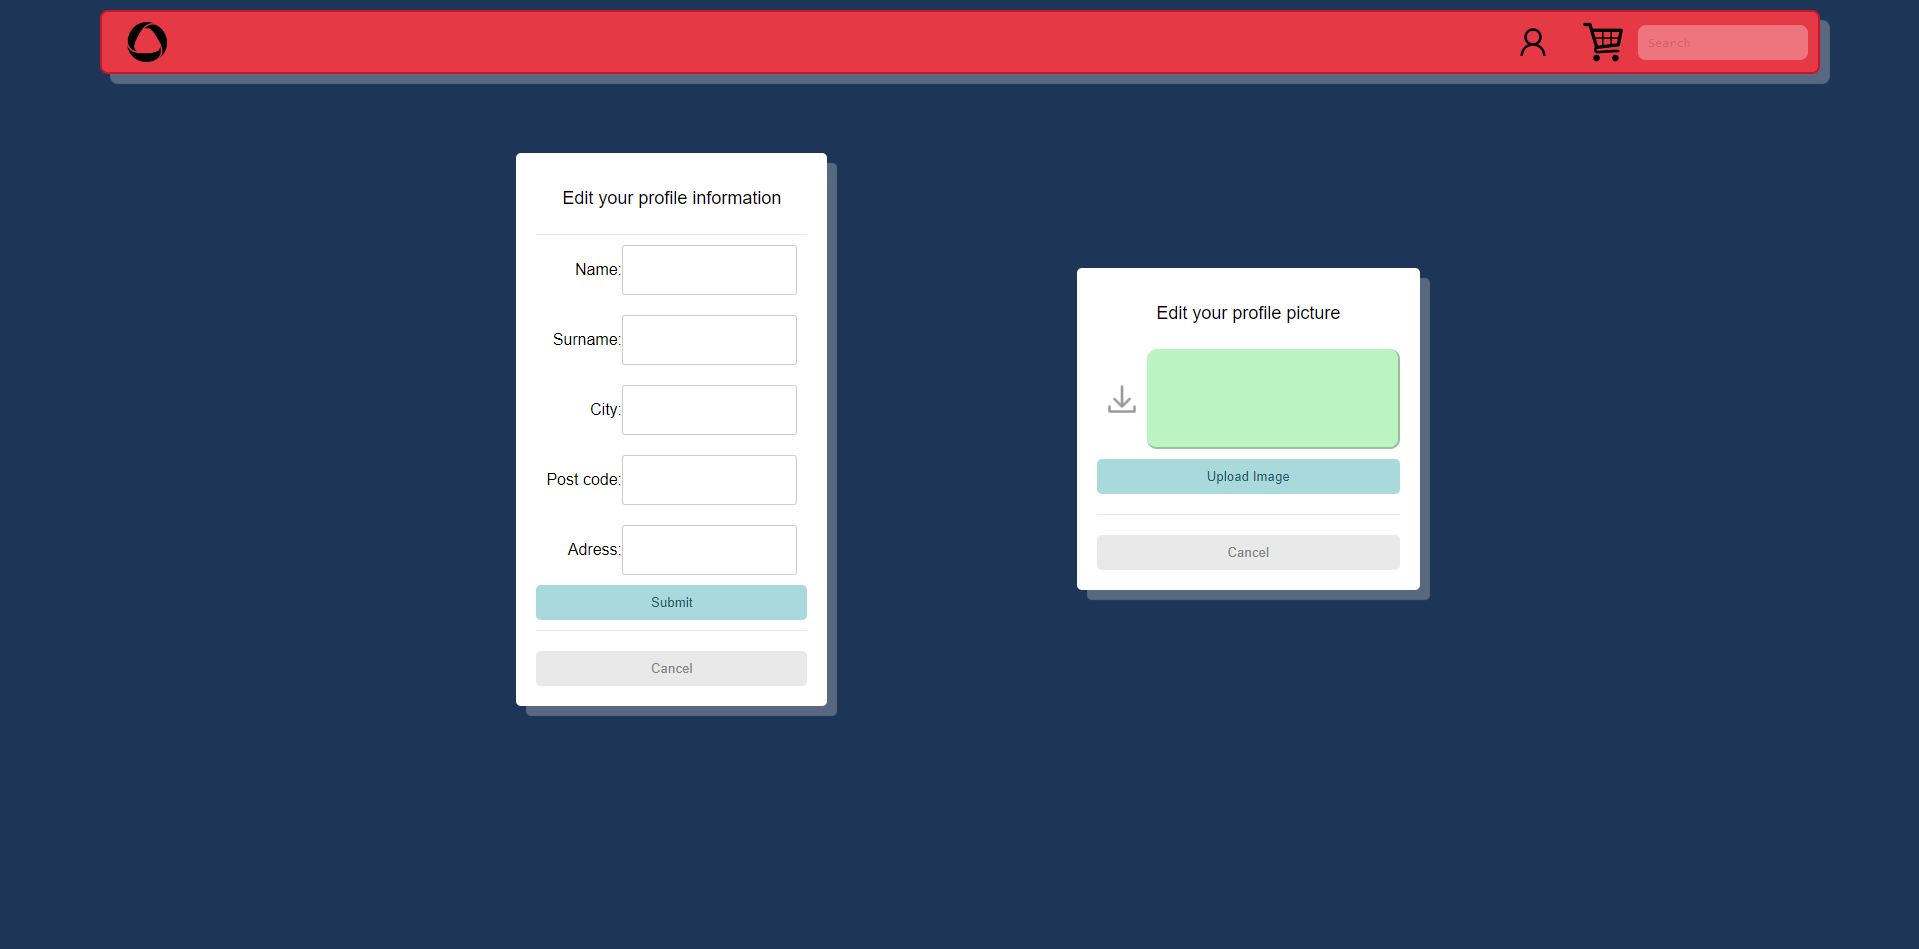 Search
Edit your profile information
Name:
Surname:
City:
Post code:
Adress:
Submit
Cancel
Edit your profile picture
Upload Image
Cancel